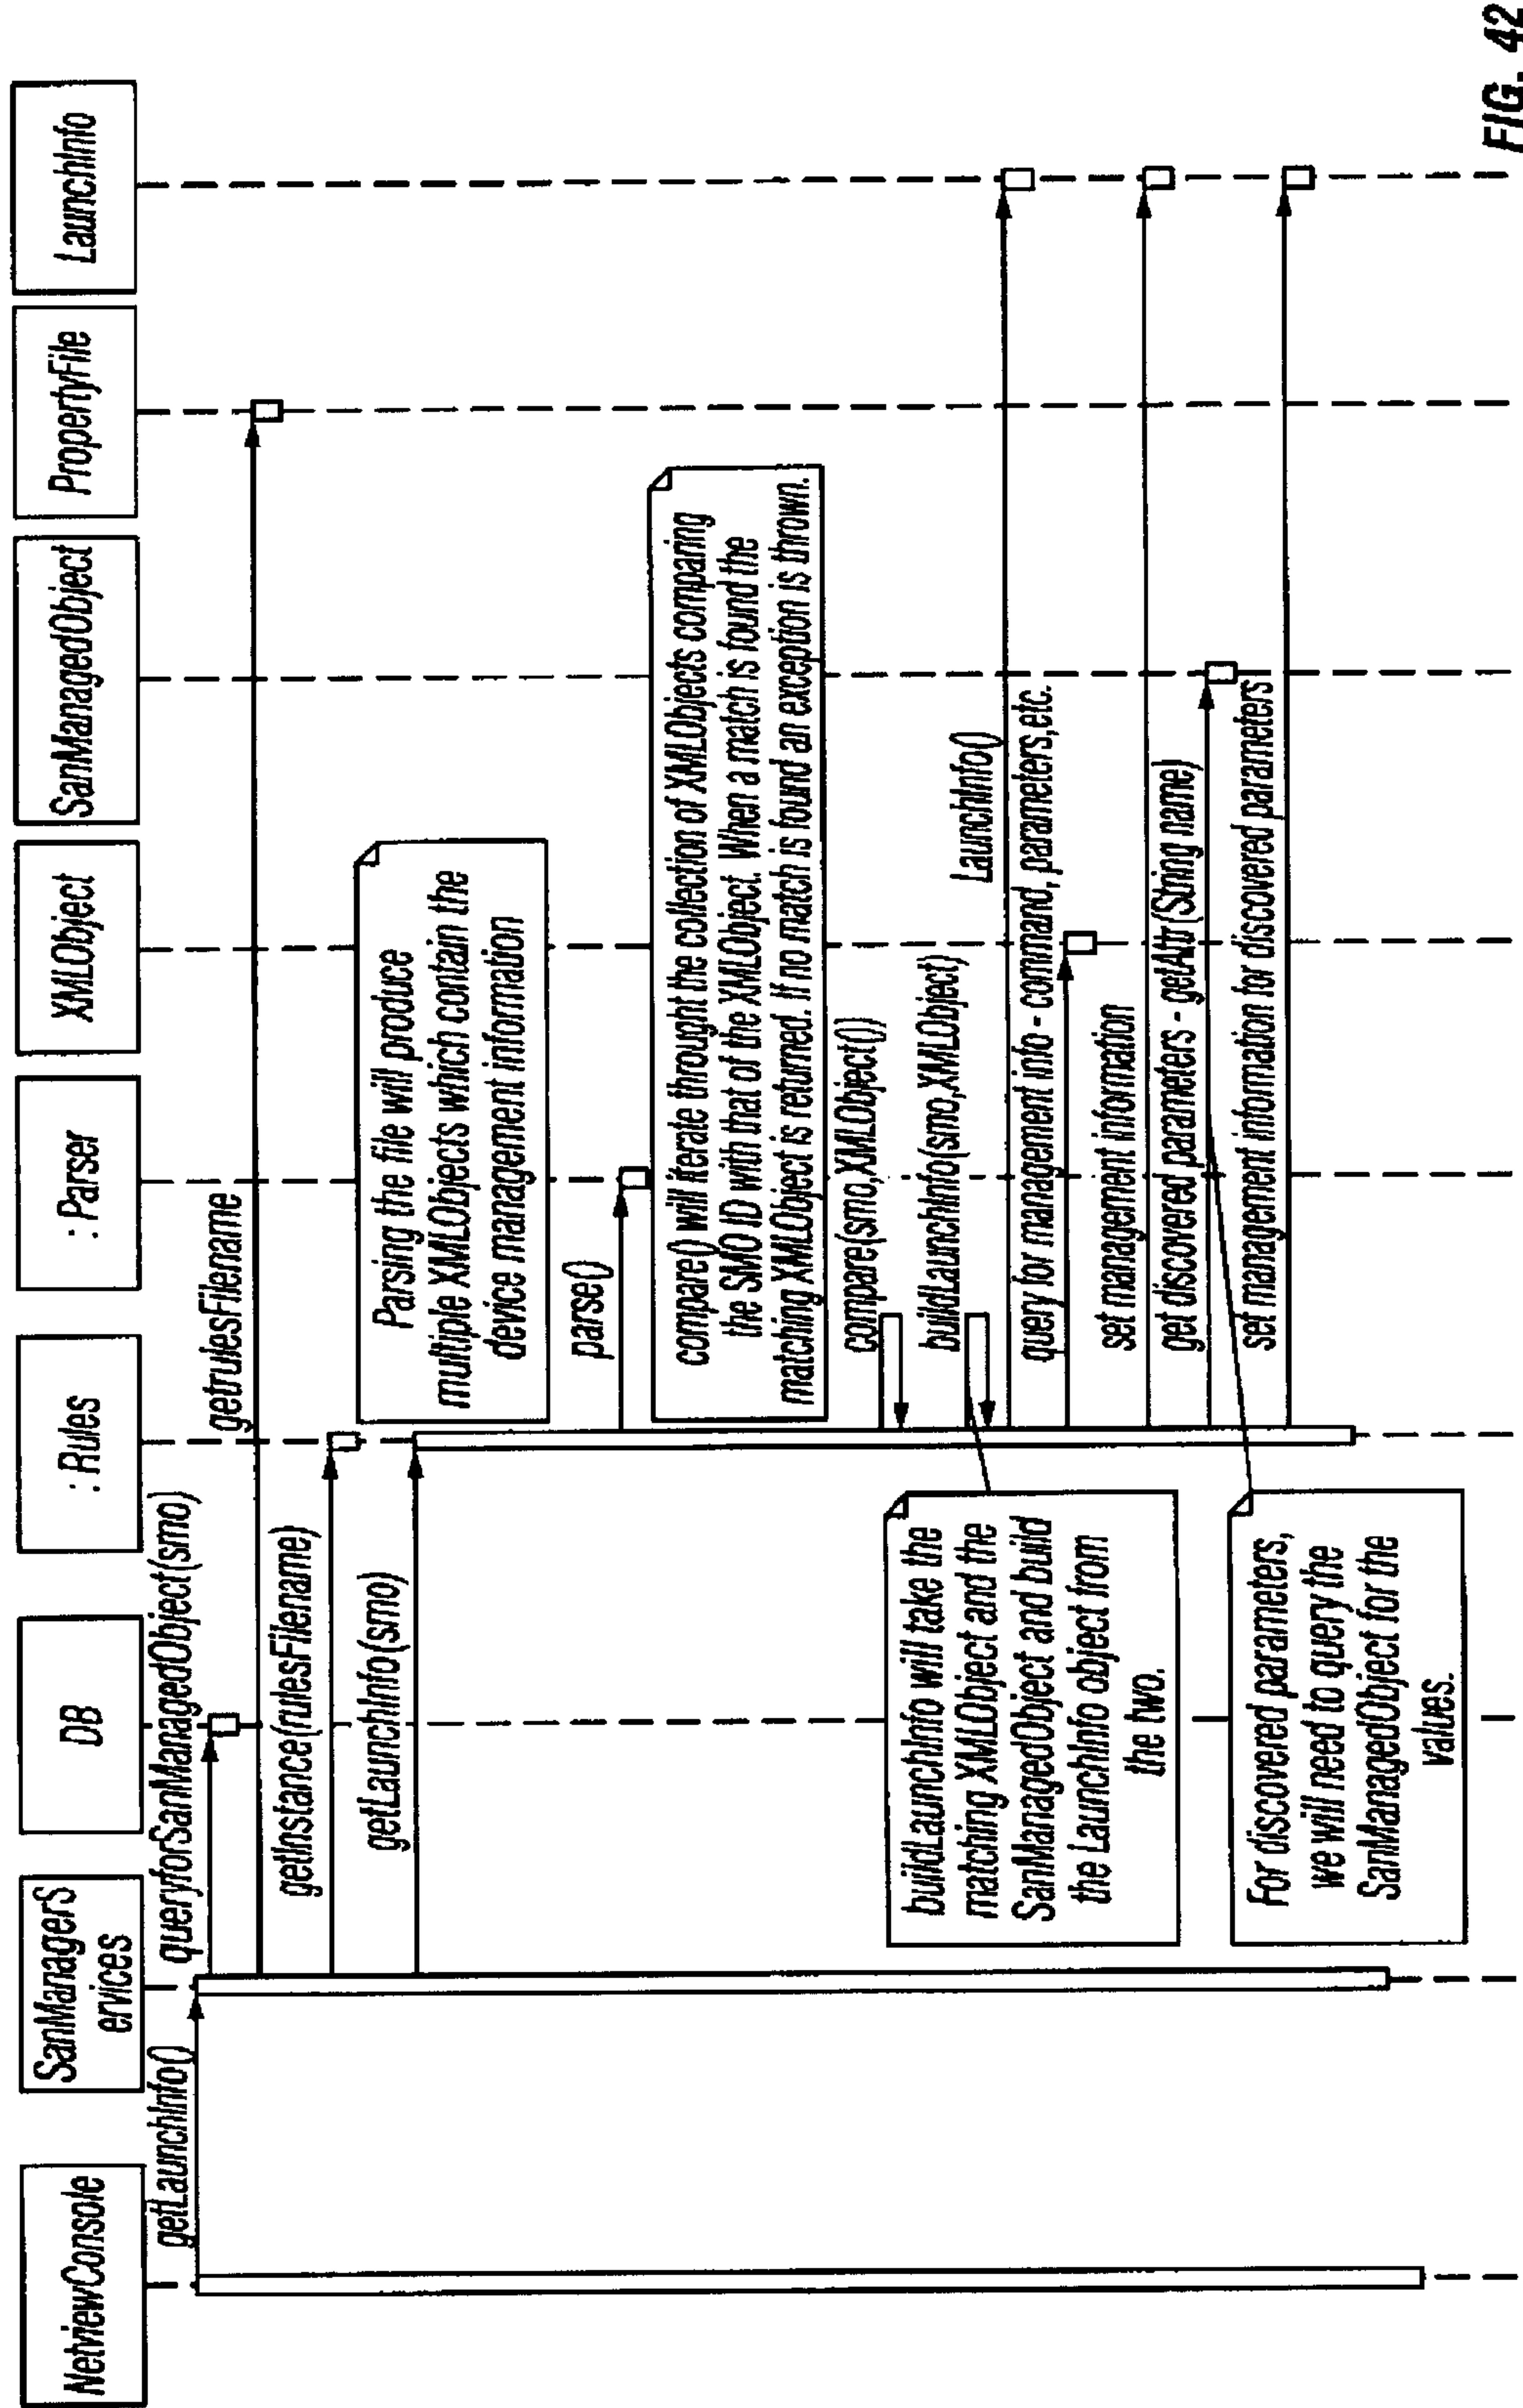 NetviewConsole
SanManagerS
ervices
DB
: Rules
: Parser
XMLObject
SanManagedObject
PropertyFile
LaunchInfo
getLaunchInfo()
queryforSanManagedObject(smo)
getrulesFilename
getInstance(rulesFilename)
getLaunchInfo(smo)
Parsing the file will produce
multiple XMLObjects which contain the
device management information
parse()
compare() will iterate throught the collection of XMLObjects comparing
the SMO ID with that of the XMLObject. When a match is found the
matching XMLObject is returned. If no match is found an exception is thrown.
compare(smo,XMLObject())
buildLaunchInfo(smo,XMLObject)
buildLaunchInfo will take the
matching XMLObject and the
SanManagedObject and build
the LaunchInfo object from
the two.
LaunchInfo()
query for management info - command, parameters,etc.
set management information
get discovered parameters - getAttr(String name)
set management information for discovered parameters
For discovered parameters,
we will need to query the
SanManagedObject for the
values.
FIG. 42